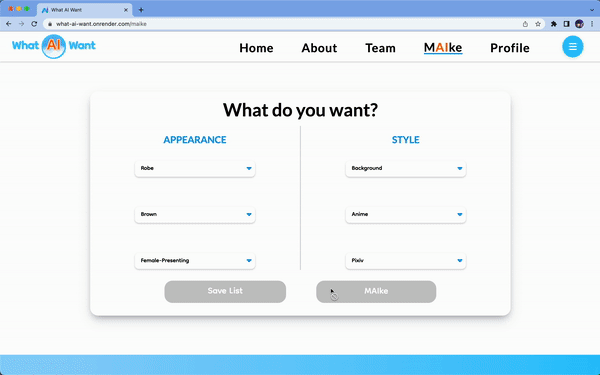 What AI Want
what-ai-want.onrender.com/maike
What AI Want
Home
About
Team
MAIke
Profile
What do you want?
APPEARANCE
STYLE
Robe
Background
Brown
Anime
Female-Presenting
Pixiv
Save List
MAIke